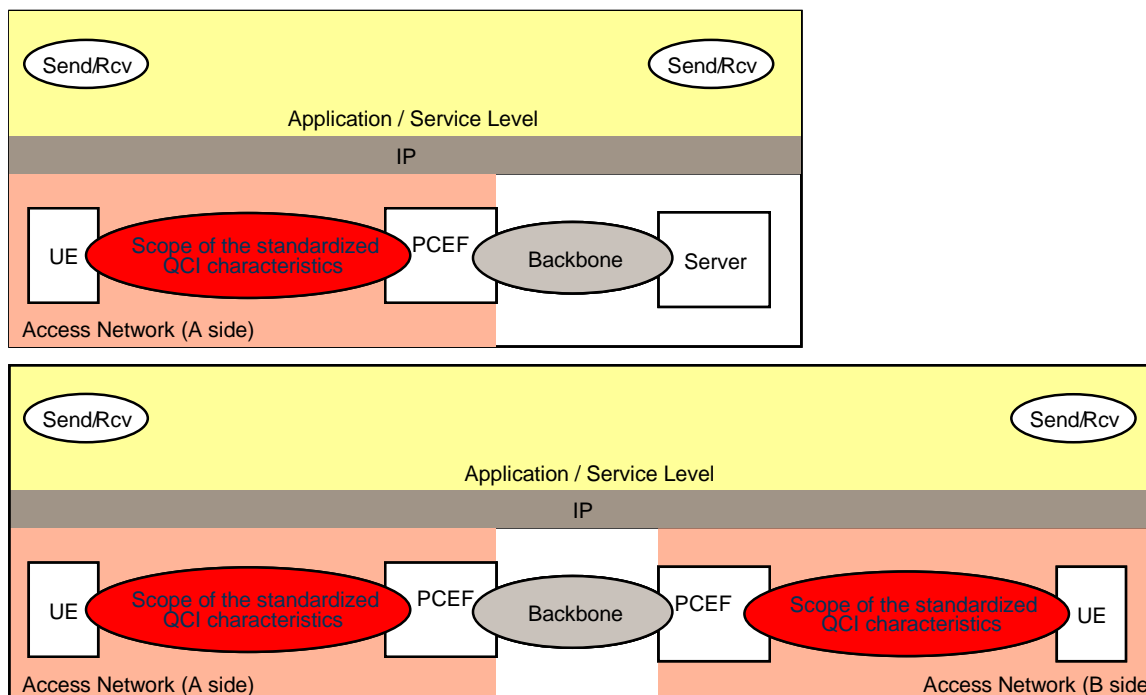 Send/Rcv Send/Rcv
Application / Service Level
IP
UE Scope of the standardized QCI characteristics PCEF Backbone Server
Access Network (A side)
Send/Rcv Send/Rcv
Application / Service Level
IP
UE Scope of the standardized QCI characteristics PCEF Backbone PCEF Scope of the standardized QCI characteristics UE
Access Network (A side) Access Network (B side